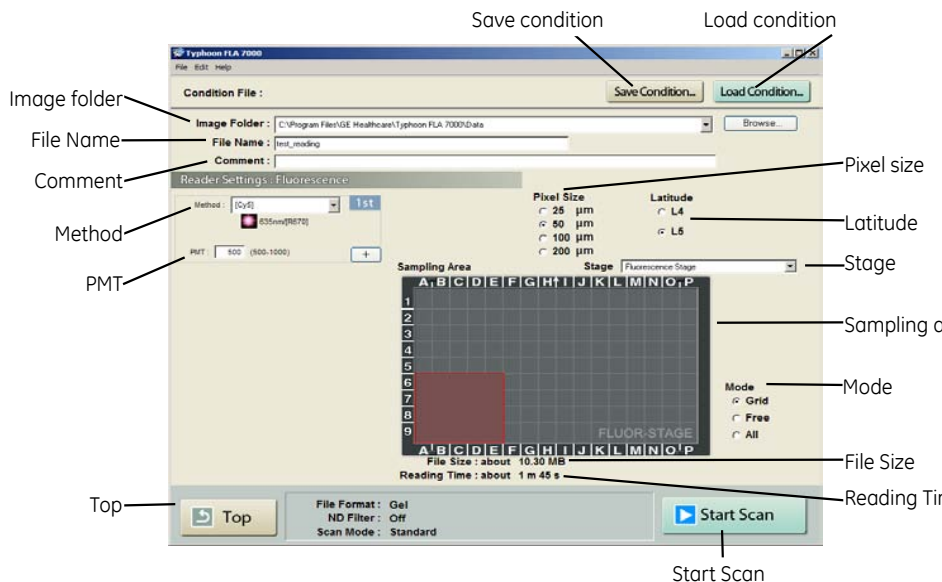 Save condition
Load condition
Typhoon FLA 7000
File Edit Help
Condition File :
Save Condition...
Load Condition...
Image folder
Image Folder : C:\Program Files\GE Healthcare\Typhoon FLA 7000\Data
Browse...
File Name
File Name : test_reading
Comment
Comment :
Reader Settings : Fluorescence
Pixel size
Method
Method : [Cy5]
1st
635nm/[R670]
PMT
PMT : 500 (500-1000)
+
Pixel Size
25 µm
50 µm
100 µm
200 µm
Latitude
L4
L5
Latitude
Stage Fluorescence Stage
Stage
Sampling Area
A B C D E F G H I J K L M N O P
1
2
3
4
5
6
7
8
9
FLUOR-STAGE
A B C D E F G H I J K L M N O P
Sampling a
Mode
Grid
Free
All
Mode
File Size : about 10.30 MB
File Size
Reading Time : about 1 m 45 s
Reading Tir
Top
Top
File Format : Gel
ND Filter : Off
Scan Mode : Standard
Start Scan
Start Scan